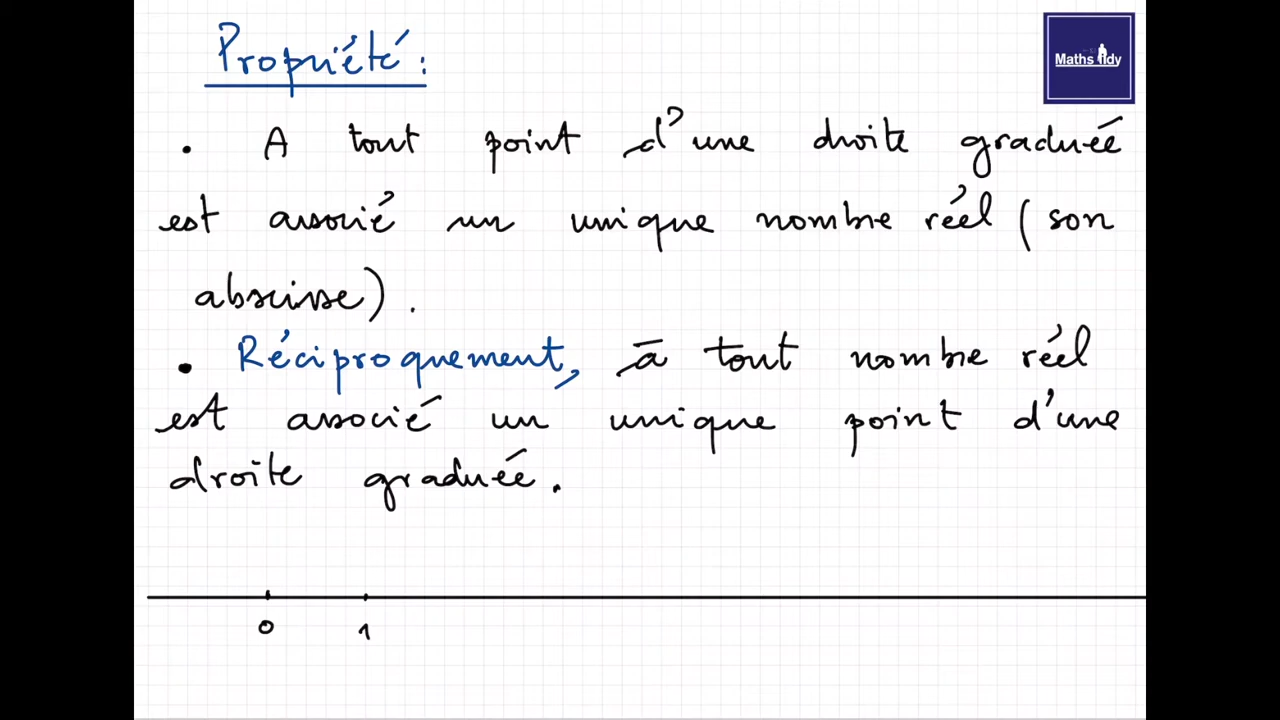 Propriété:
Maths
. A tout point d'une droite graduée
est associé un unique nombre réel (son
abscisse).
. Réciproquement, à tout nombre réel
est associé un unique point d'une
droite graduée.
0 1